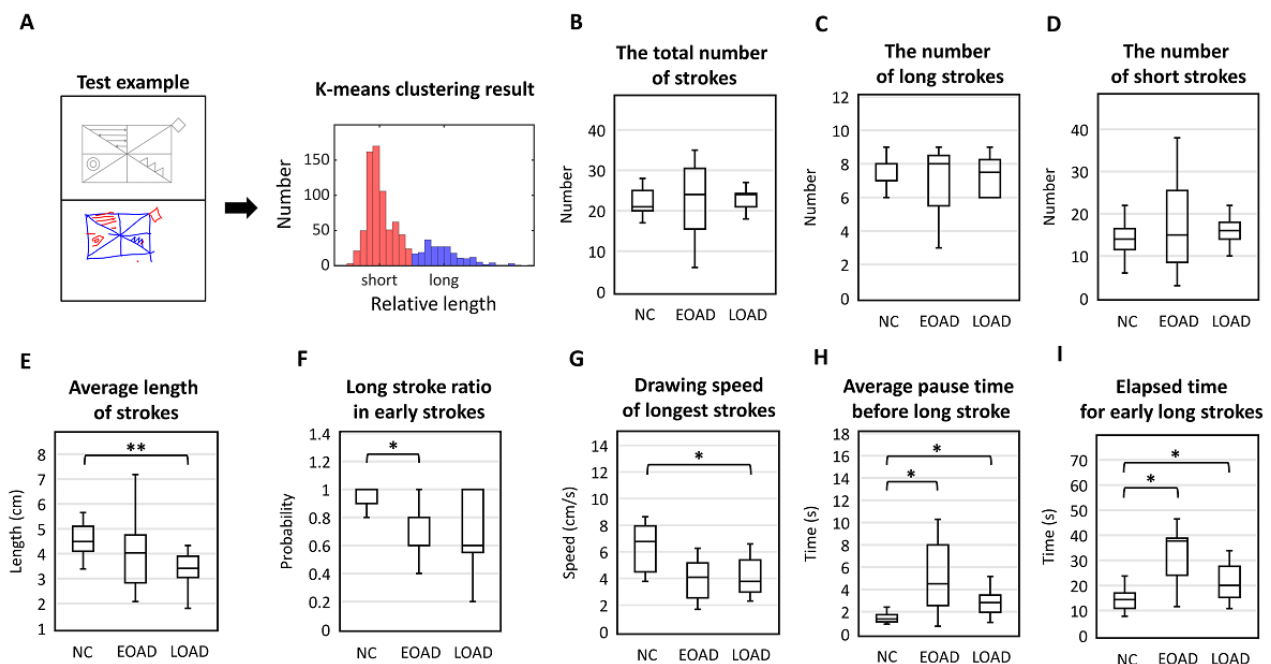 A
Test example
K-means clustering result
Number
150
100
50
0
short
long
Relative length
B
The total number
of strokes
Number
40
30
20
10
0
NC EOAD LOAD
C
The number
of long strokes
Number
12
10
8
6
4
2
0
NC EOAD LOAD
D
The number
of short strokes
Number
40
30
20
10
0
NC EOAD LOAD
E
Average length
of strokes
Length (cm)
8
7
6
5
4
3
2
1
**
NC EOAD LOAD
F
Long stroke ratio
in early strokes
Probability
1.4
1.2
1
0.8
0.6
0.4
0.2
0
*
NC EOAD LOAD
G
Drawing speed
of longest strokes
Speed (cm/s)
14
12
10
8
6
4
2
0
*
NC EOAD LOAD
H
Average pause time
before long stroke
Time (s)
18
16
14
12
10
8
6
4
2
0
*
*
NC EOAD LOAD
I
Elapsed time
for early long strokes
Time (s)
70
60
50
40
30
20
10
0
*
*
NC EOAD LOAD